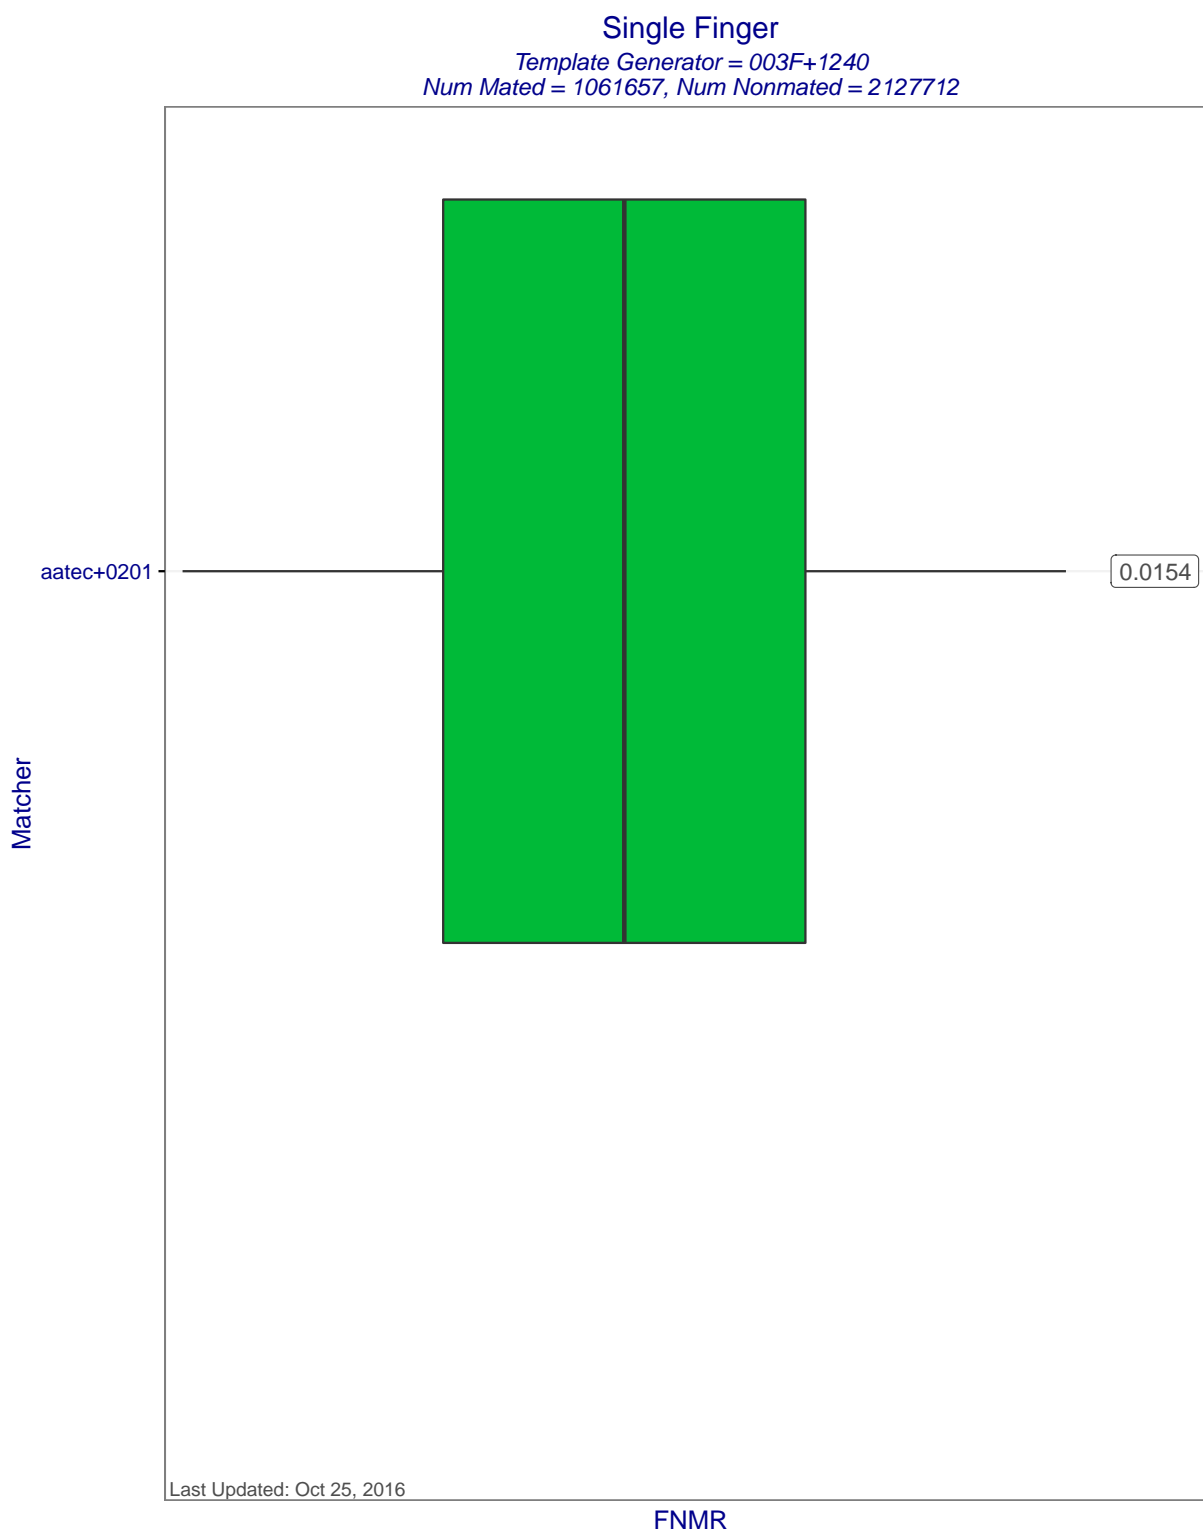 Single Finger
Template Generator = 003F+1240
Num Mated = 1061657, Num Nonmated = 2127712
aatec+0201
0.0154
Matcher
Last Updated: Oct 25, 2016
FNMR